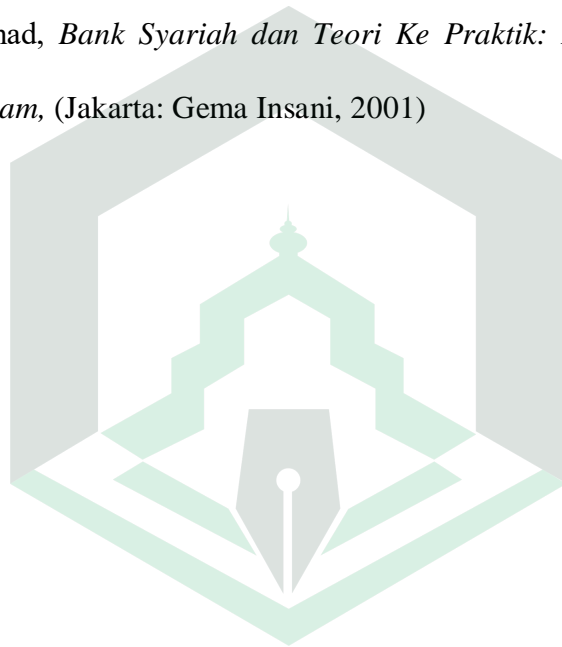 nad, Bank Syariah dan Teori Ke Praktik:
am, (Jakarta: Gema Insani, 2001)